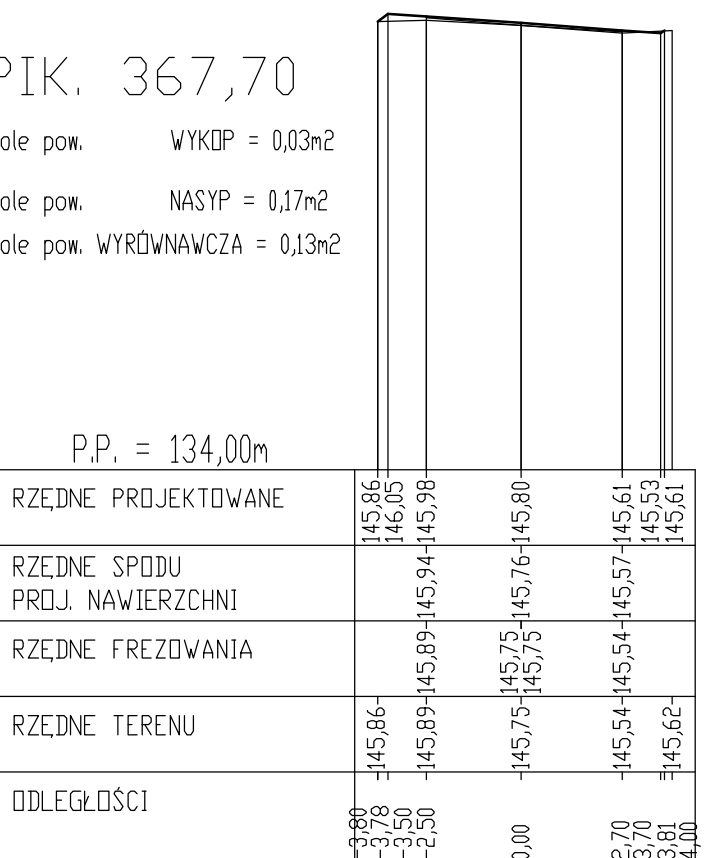 PIK. 367,70
pow. WYKOP = 0,03m2
pow. NASYP = 0,17m2
pow. WYRÓWNAWCZA = 0,13m2
P.P. = 134,00m
RZĘDNE PROJEKTOWANE 145,86 146,05 145,98 145,80 145,61 145,53 145,61
RZĘDNE SPODU
PROJ. NAWIERZCHNI 145,94 145,76 145,57
RZĘDNE FREZOWANIA 145,89 145,75 145,75 145,54
RZĘDNE TERENU 145,86 145,89 145,75 145,54 145,62
ODLEGŁOŚCI -3,80 -3,78 -3,50 -2,50 0,00 2,70 3,70 3,81 4,00